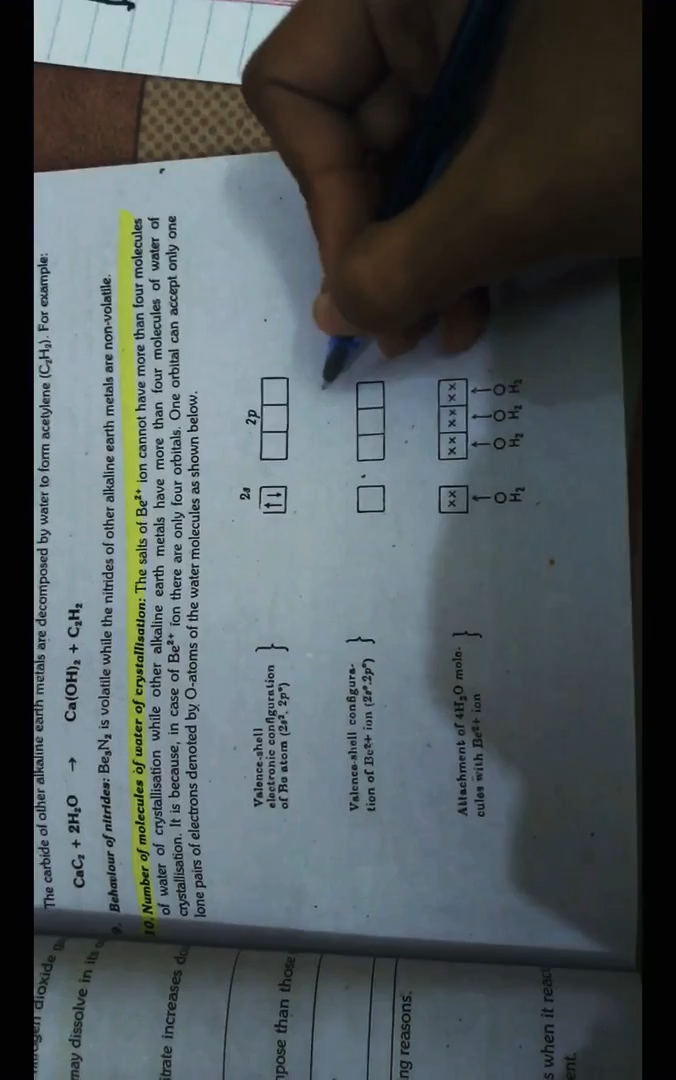 The carbide of other alkaline earth metals are decomposed by water to form acetylene (C₂H₂). For example:
CaC₂ + 2H₂O → Ca(OH)₂ + C₂H₂
9. Behaviour of nitrides: Be₃N₂ is volatile while the nitrides of other alkaline earth metals are non-volatile.
10. Number of molecules of water of crystallisation: The salts of Be²⁺ ion cannot have more than four molecules
of water of crystallisation while other alkaline earth metals have more than four molecules of water of
crystallisation. It is because, in case of Be²⁺ ion there are only four orbitals. One orbital can accept only one
lone pairs of electrons denoted by O-atoms of the water molecules as shown below.
2s 2p
Valence-shell
electronic configuration
of Be atom (2s², 2p⁰)
↑↓
Valence-shell configura-
tion of Be²⁺ ion (2s⁰.2p⁰)
Attachment of 4H₂O mole-
cules with Be²⁺ ion
xx xx xx xx
↑ ↑ ↑ ↑
O O O O
H₂ H₂ H₂ H₂
dioxide
may dissolve in its
trate increases
pose than those
ng reasons.
s when it reac
ent.